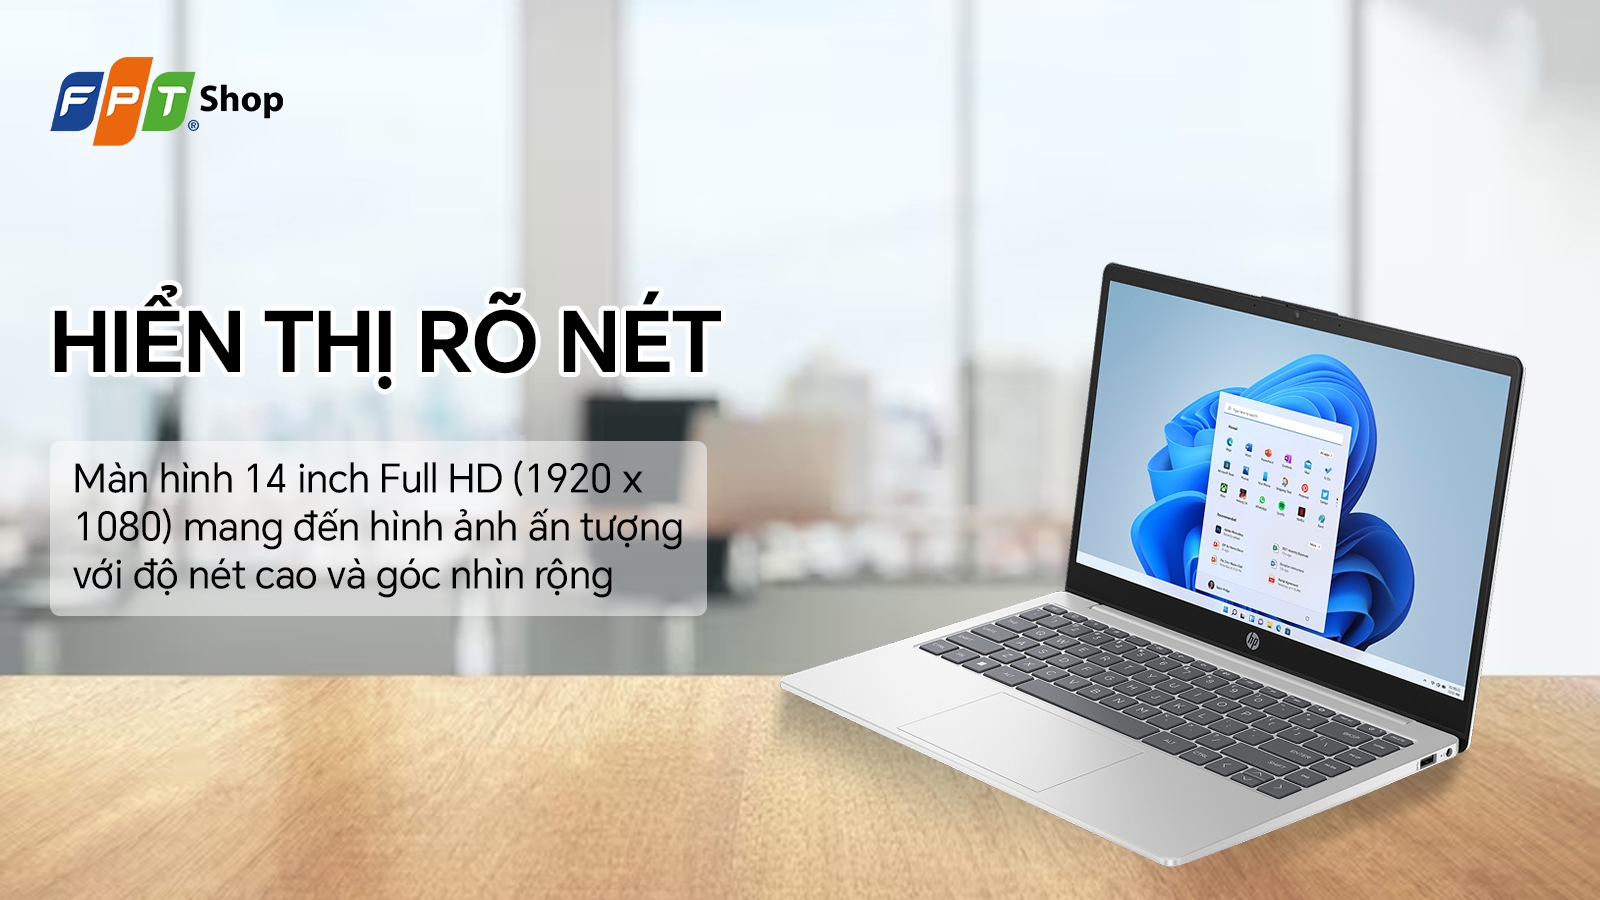 FPT® Shop
HIỂN THỊ RÕ NÉT
Màn hình 14 inch Full HD (1920 x
1080) mang đến hình ảnh ấn tượng
với độ nét cao và góc nhìn rộng
hp